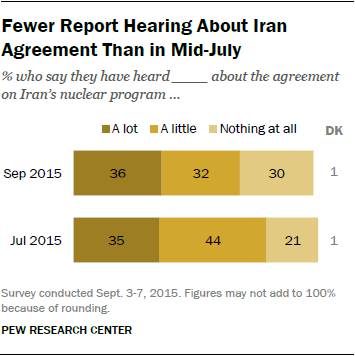 Fewer Report Hearing About Iran
Agreement Than in Mid-July
% who say they have heard ____ about the agreement
on Iran's nuclear program ...
A lot A little Nothing at all DK
Sep 2015 36 32 30 1
Jul 2015 35 44 21 1
Survey conducted Sept. 3-7, 2015. Figures may not add to 100%
because of rounding.
PEW RESEARCH CENTER